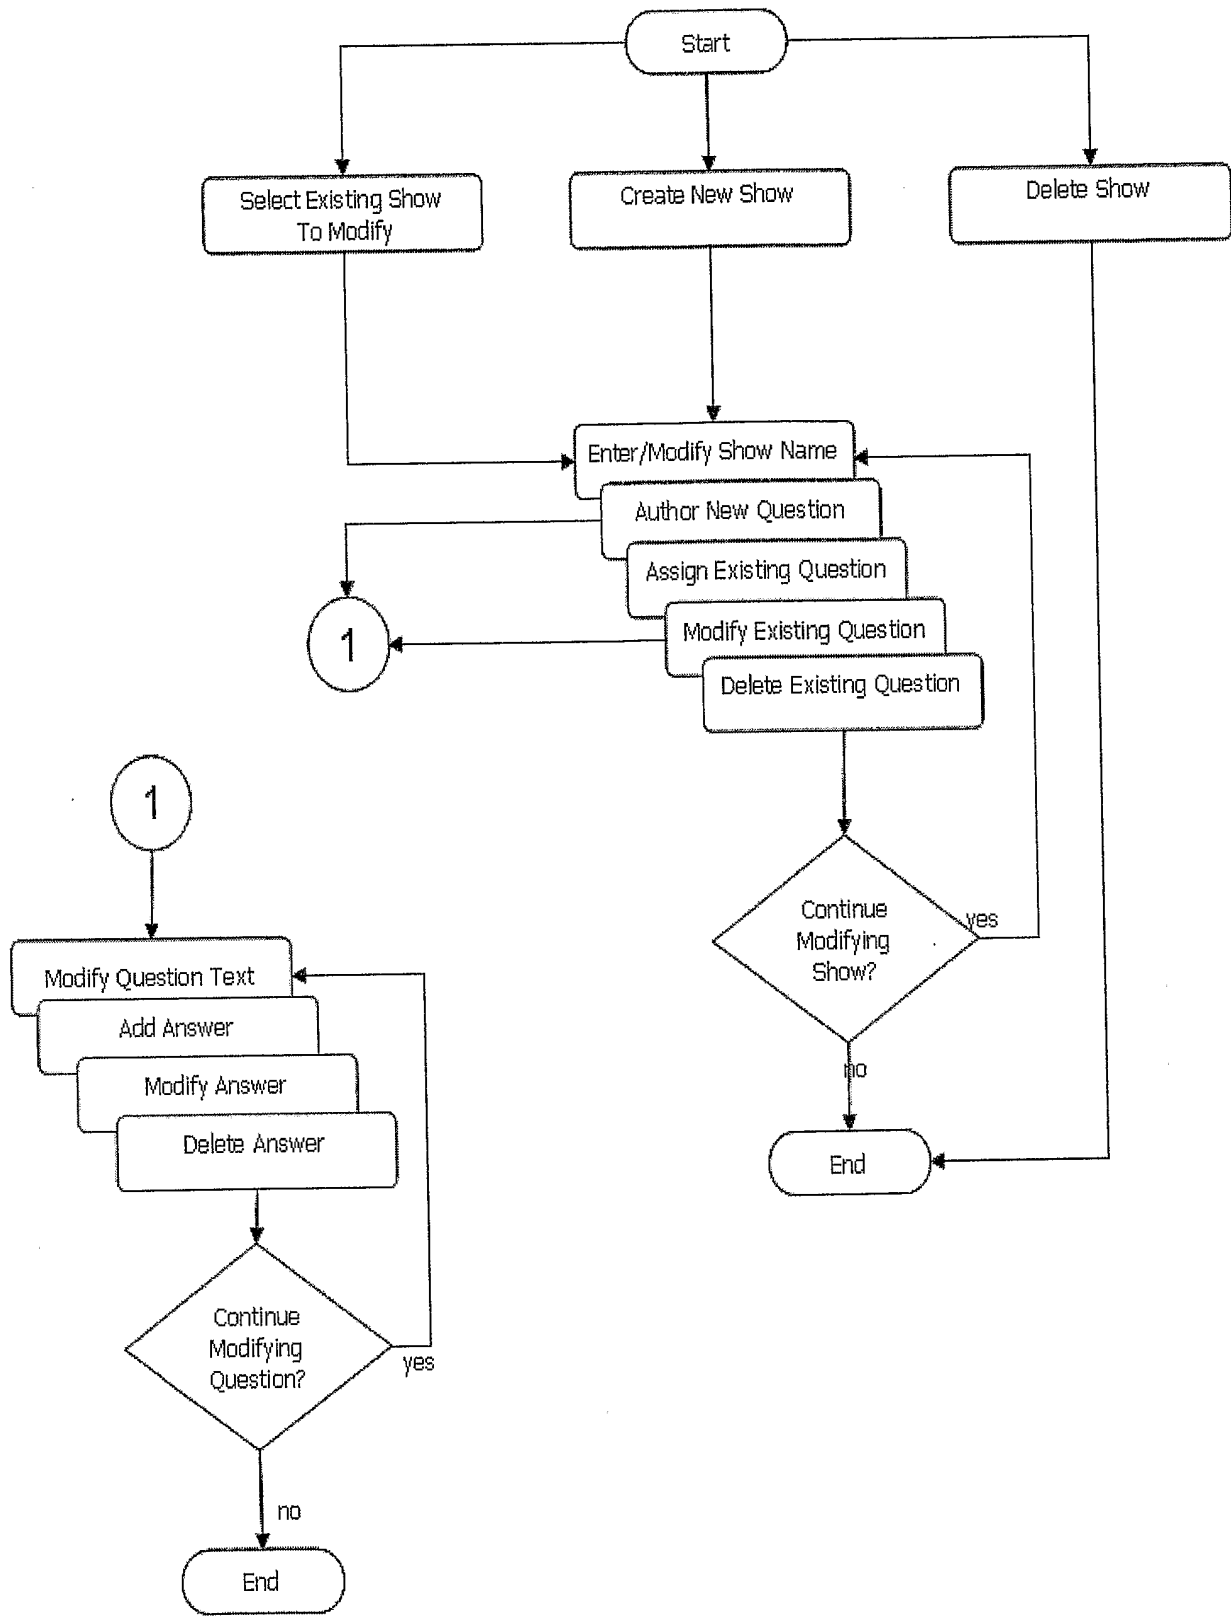 Start
Select Existing Show
To Modify
Create New Show
Delete Show
Enter/Modify Show Name
Author New Question
Assign Existing Question
Modify Existing Question
Delete Existing Question
1
1
Continue
Modifying
Show?
yes
no
End
Modify Question Text
Add Answer
Modify Answer
Delete Answer
Continue
Modifying
Question?
yes
no
End